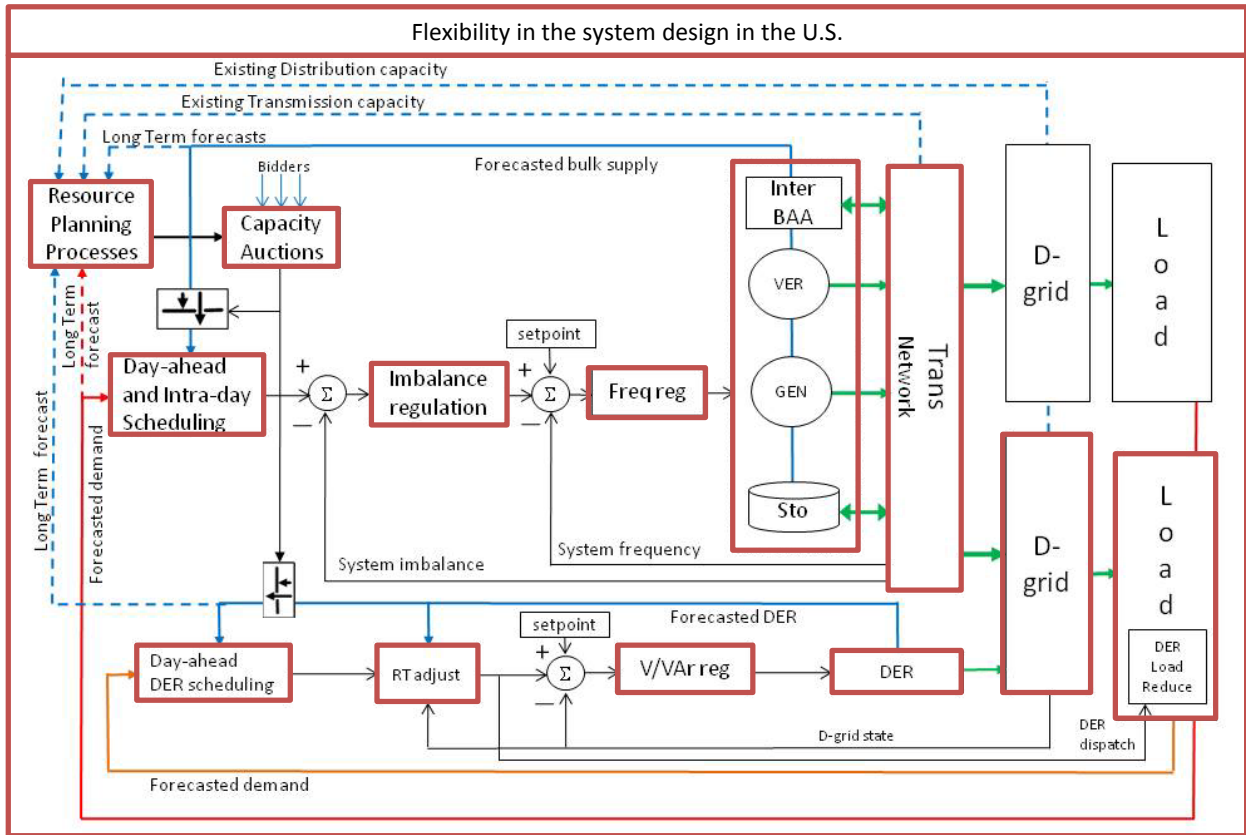 Flexibility in the system design in the U.S.
Existing Distribution capacity
Existing Transmission capacity
Long Term forecasts
Bidders
Forecasted bulk supply
Resource
Planning
Processes
Capacity
Auctions
Inter
BAA
VER
GEN
Sto
Trans
Network
D-
grid
L
o
a
d
Long Term
forecast
setpoint
Day-ahead
and Intra-day
Scheduling
+
Σ
−
Imbalance
regulation
+
Σ
−
Freq reg
Long Term forecast
Forecasted demand
System frequency
System imbalance
D-
grid
L
o
a
d
DER
Load
Reduce
Forecasted DER
setpoint
Day-ahead
DER scheduling
RT adjust
+
Σ
−
V/VAr reg
DER
D-grid state
DER
dispatch
Forecasted demand